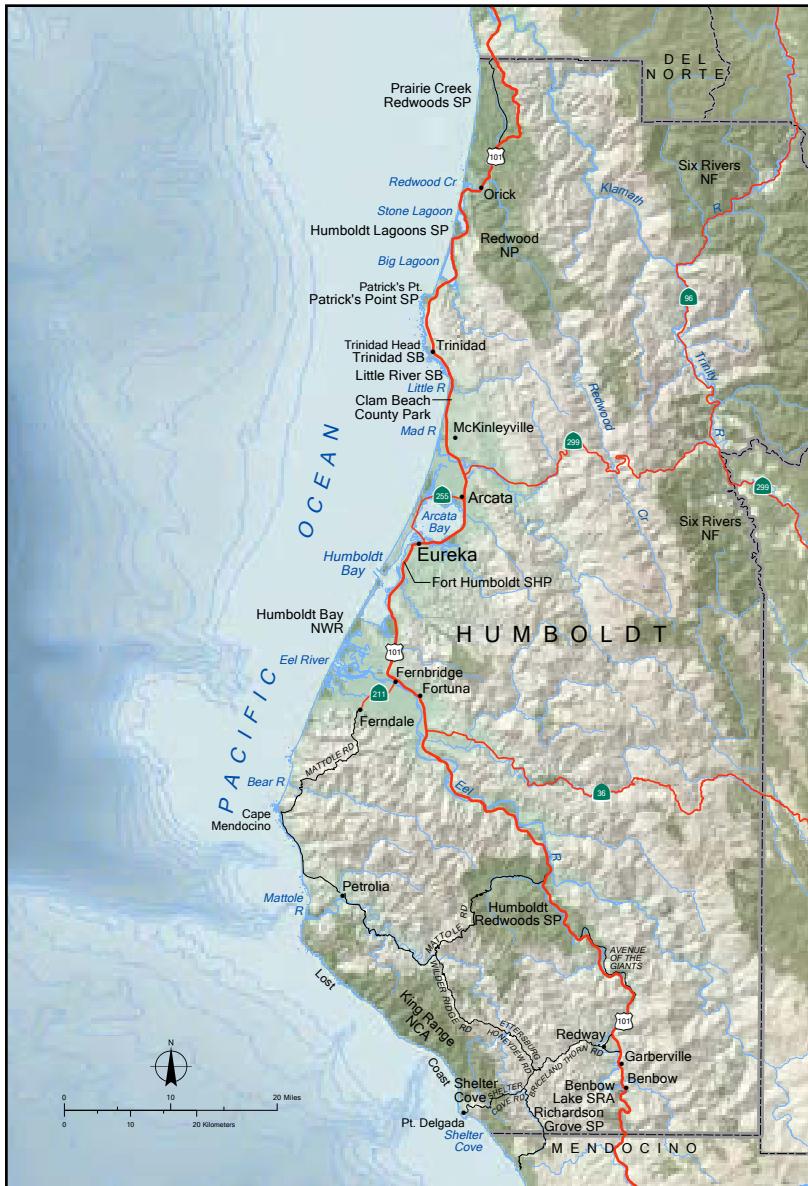 DEL
NORTE
Prairie Creek
Redwoods SP
101
Six Rivers
NF
Redwood Cr
Orick
Klamath
R
Stone Lagoon
Humboldt Lagoons SP
Redwood
NP
Big Lagoon
Patrick's Pt.
Patrick's Point SP
96
Trinidad Head
Trinidad SB
Trinidad
Little River SB
Little R
Trinity
R
Clam Beach
County Park
Redwood
Cr
Mad R
McKinleyville
299
299
255
Arcata
Arcata
Bay
Six Rivers
NF
PACIFIC OCEAN
Eureka
Humboldt
Bay
Fort Humboldt SHP
Humboldt Bay
NWR
HUMBOLDT
Eel River
101
Fernbridge
211
Fortuna
Ferndale
MATTOLE RD
Bear R
Eel
R
36
Cape
Mendocino
Petrolia
Mattole
R
Humboldt
Redwoods SP
MATTOLE RD
AVENUE
OF THE
GIANTS
Lost
Coast
WILDER RIDGE RD
King Range
NCA
ETTERSBURG
HONEYDEW RD
101
Redway
BRICELAND THORN RD
Garberville
Shelter
Cove
SHELTER
COVE RD
Benbow
Benbow
Lake SRA
Richardson
Grove SP
Pt. Delgada
Shelter
Cove
MENDOCINO
N
0 10 20 Miles
0 10 20 Kilometers